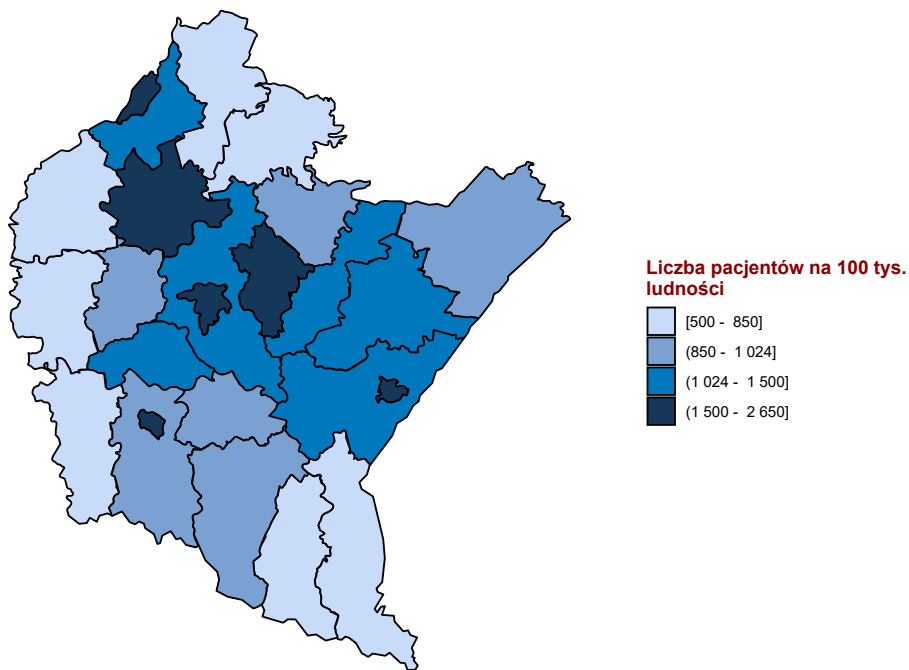 Liczba pacjentów na 100 tys.
ludności
[500 - 850]
(850 - 1 024]
(1 024 - 1 500]
(1 500 - 2 650]